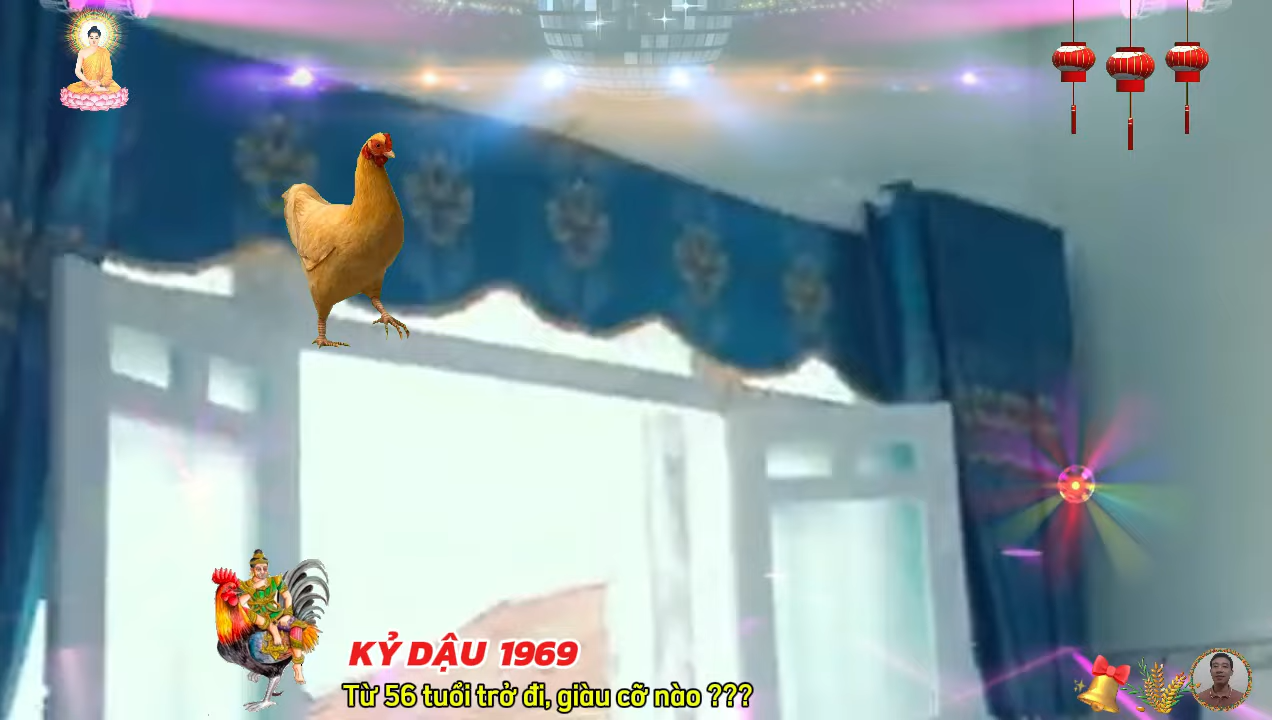 KỶ DẬU 1969
Từ 56 tuổi trở đi, giàu cỡ nào ???